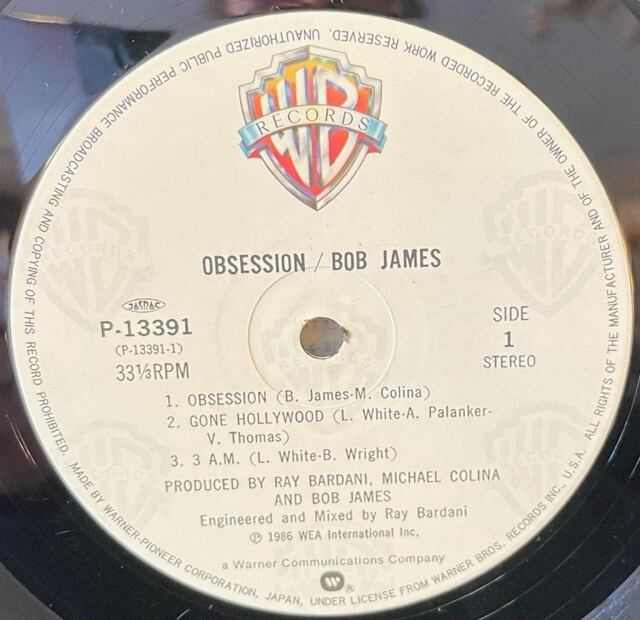 WB
RECORDS
OBSESSION / BOB JAMES
JASRAC
P-13391
(P-13391-1)
33⅓RPM
SIDE
1
STEREO
1. OBSESSION (B. James-M. Colina)
2. GONE HOLLYWOOD (L. White-A. Palanker-
V. Thomas)
3. 3 A.M. (L. White-B. Wright)
PRODUCED BY RAY BARDANI, MICHAEL COLINA
AND BOB JAMES
Engineered and Mixed by Ray Bardani
℗ 1986 WEA International Inc.
a Warner Communications Company
W®
MADE BY WARNER-PIONEER CORPORATION, JAPAN, UNDER LICENSE FROM WARNER BROS. RECORDS INC., U.S.A. ALL RIGHTS OF THE MANUFACTURER AND OF THE OWNER OF THE RECORDED WORK RESERVED. UNAUTHORIZED PUBLIC PERFORMANCE BROADCASTING AND COPYING OF THIS RECORD PROHIBITED.